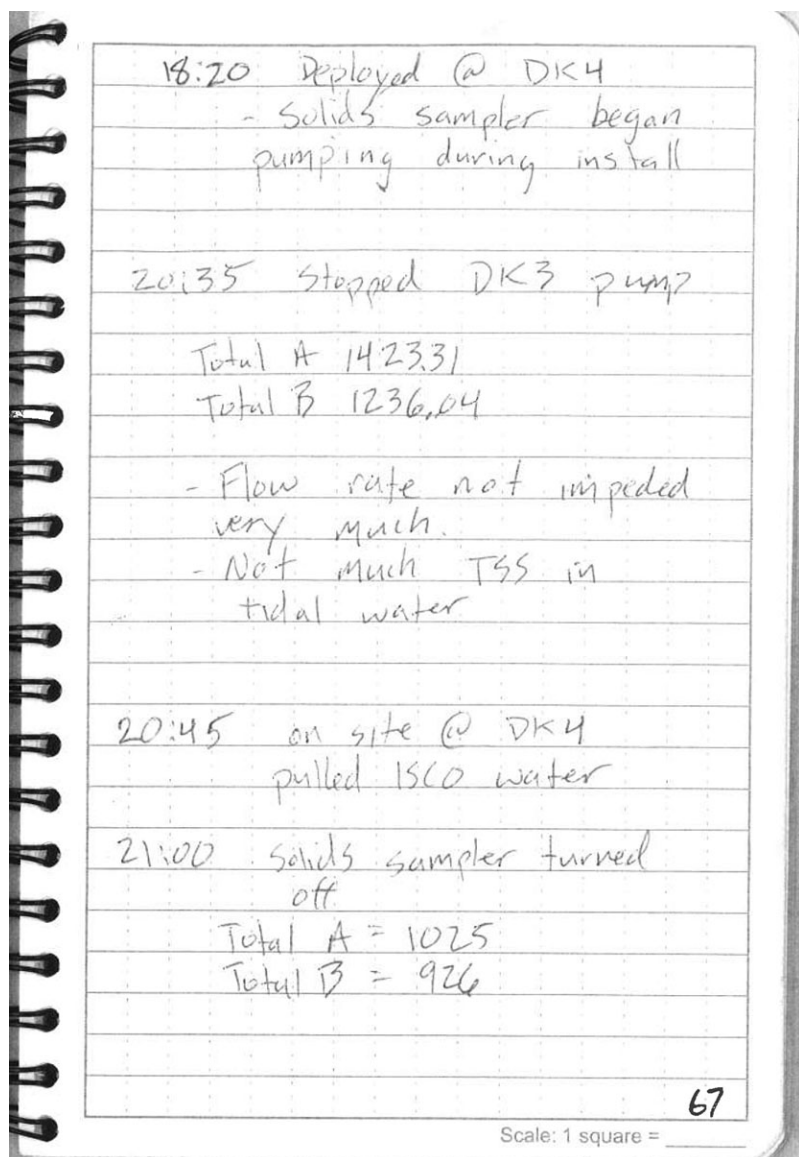 18:20 Deployed @ DK4
- Solids sampler began
pumping during install
20:35 Stopped DK3 pump
Total A 1423.31
Total B 1236.04
- Flow rate not impeded
very much.
- Not much TSS in
tidal water
20:45 on site @ DK4
pulled ISCO water
21:00 solids sampler turned
off
Total A = 1025
Total B = 926
67
Scale: 1 square = ______